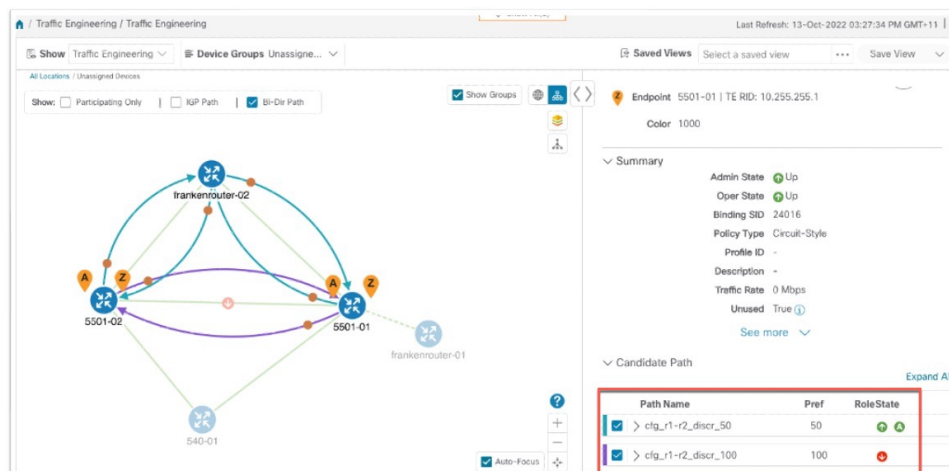 / Traffic Engineering / Traffic Engineering
Last Refresh: 13-Oct-2022 03:27:34 PM GMT+11
Show Traffic Engineering Device Groups Unassigne...
Saved Views Select a saved view ... Save View
All Locations / Unassigned Devices
Show: Participating Only | IGP Path | Bi-Dir Path
Show Groups
frankenrouter-02
A Z
5501-02
A Z
5501-01
frankenrouter-01
540-01
Auto-Focus
Z Endpoint 5501-01 | TE RID: 10.255.255.1
Color 1000
Summary
Admin State Up
Oper State Up
Binding SID 24016
Policy Type Circuit-Style
Profile ID -
Description -
Traffic Rate 0 Mbps
Unused True
See more
Candidate Path
Expand Al
Path Name Pref RoleState
cfg_r1-r2_discr_50 50 A
cfg_r1-r2_discr_100 100